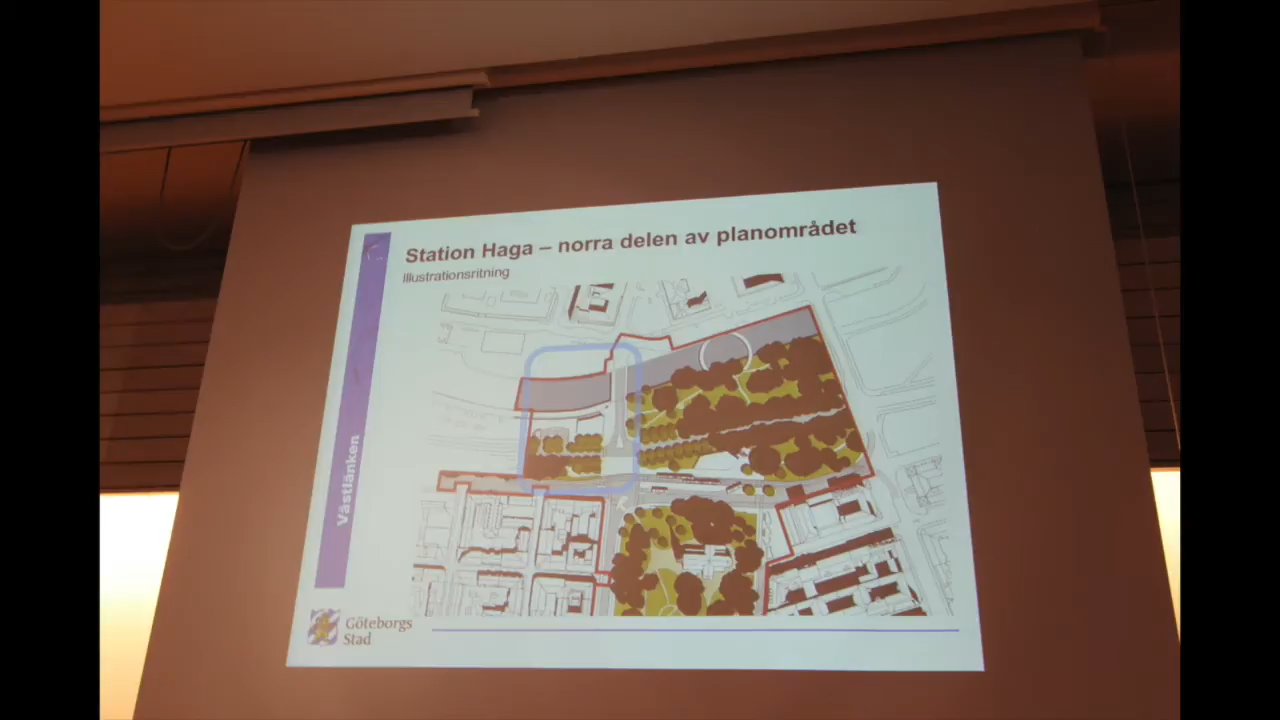 Station Haga – norra delen av planområdet
Illustrationsritning
Västlänken
Göteborgs
Stad